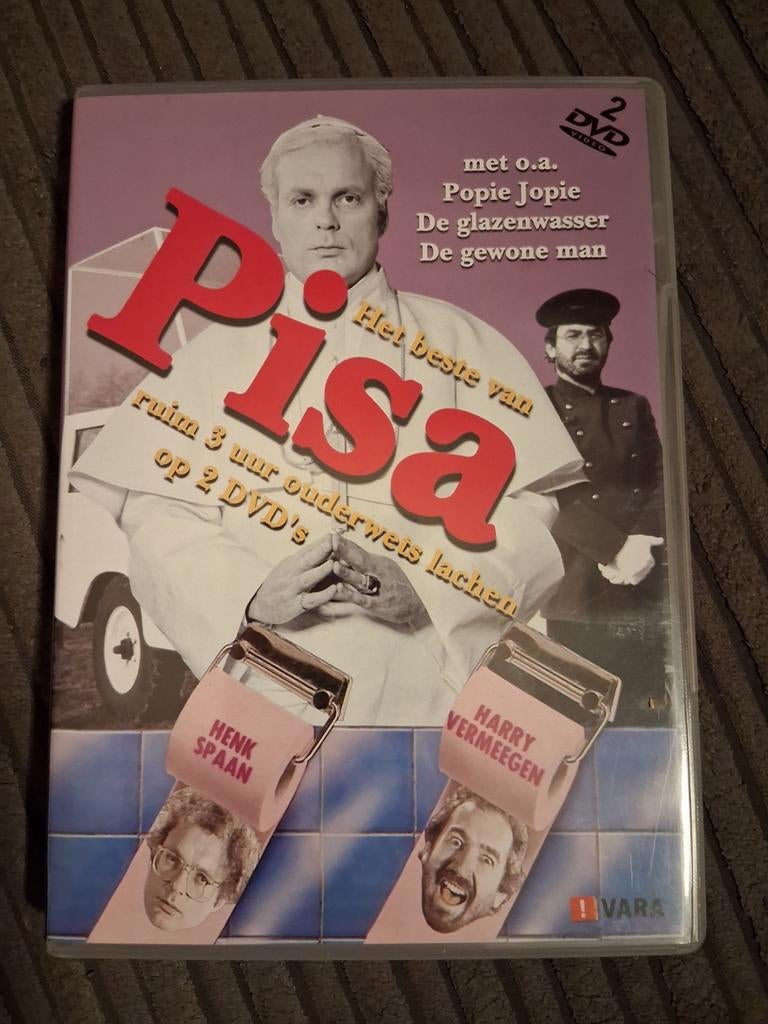 2
DVD
VIDEO
met o.a.
Popie Jopie
De glazenwasser
De gewone man
Het beste van
Pisa
ruim 3 uur ouderwets lachen
op 2 DVD's
HENK
SPAAN
HARRY
VERMEEGEN
! VARA